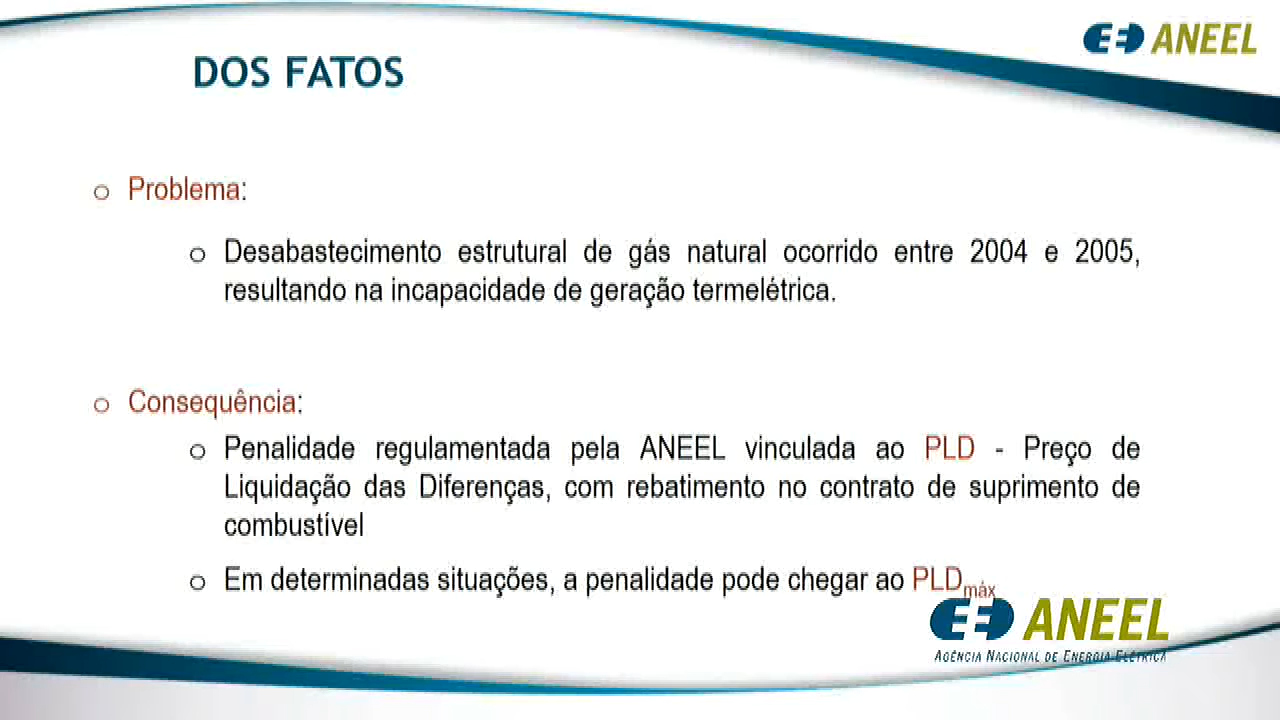 ANEEL
DOS FATOS
o Problema:
o Desabastecimento estrutural de gás natural ocorrido entre 2004 e 2005,
resultando na incapacidade de geração termelétrica.
o Consequência:
o Penalidade regulamentada pela ANEEL vinculada ao PLD - Preço de
Liquidação das Diferenças, com rebatimento no contrato de suprimento de
combustível
o Em determinadas situações, a penalidade pode chegar ao PLDmáx
ANEEL
AGÊNCIA NACIONAL DE ENERGIA ELÉTRICA